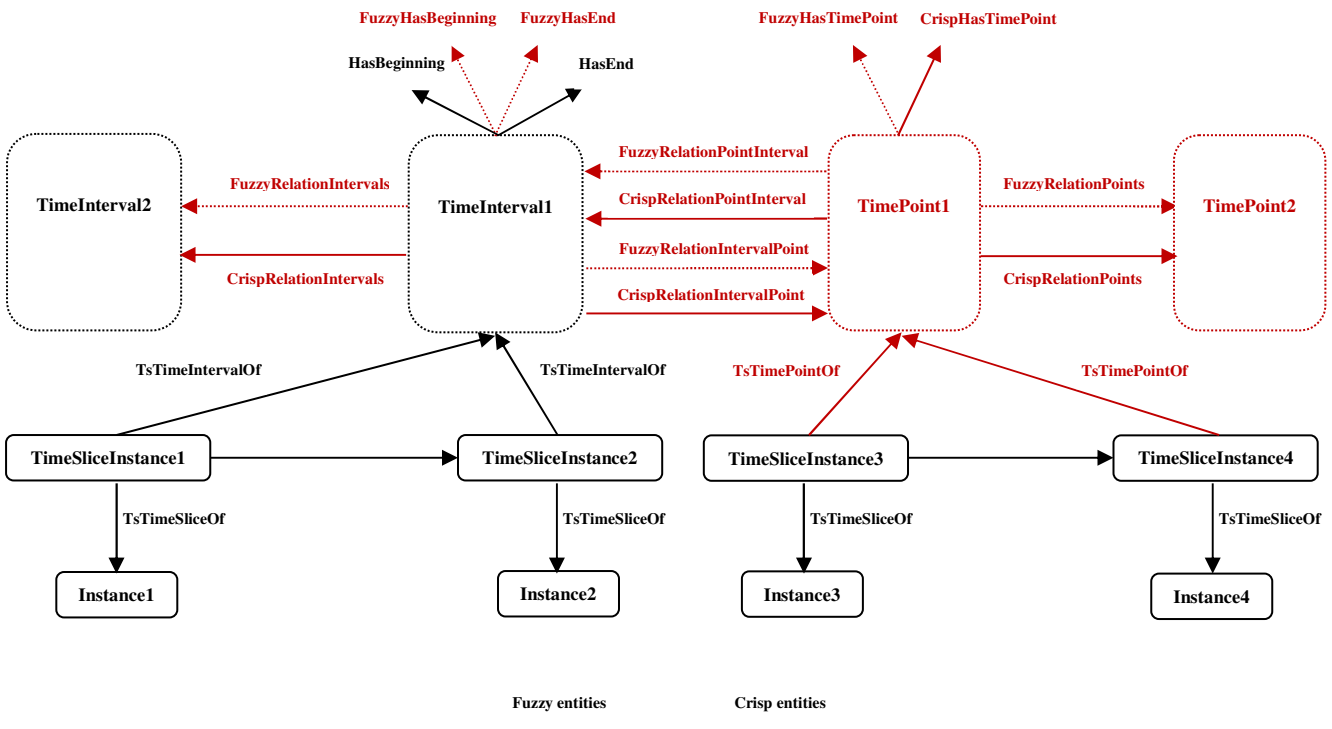 FuzzyHasBeginning
FuzzyHasEnd
FuzzyHasTimePoint
CrispHasTimePoint
HasBeginning
HasEnd
FuzzyRelationPointInterval
FuzzyRelationIntervals
FuzzyRelationPoints
CrispRelationPointInterval
TimeInterval2
TimeInterval1
TimePoint1
TimePoint2
FuzzyRelationIntervalPoint
CrispRelationIntervals
CrispRelationPoints
CrispRelationIntervalPoint
TsTimeIntervalOf
TsTimeIntervalOf
TsTimePointOf
TsTimePointOf
TimeSliceInstance1
TimeSliceInstance2
TimeSliceInstance3
TimeSliceInstance4
TsTimeSliceOf
TsTimeSliceOf
TsTimeSliceOf
TsTimeSliceOf
Instance1
Instance2
Instance3
Instance4
Fuzzy entities
Crisp entities